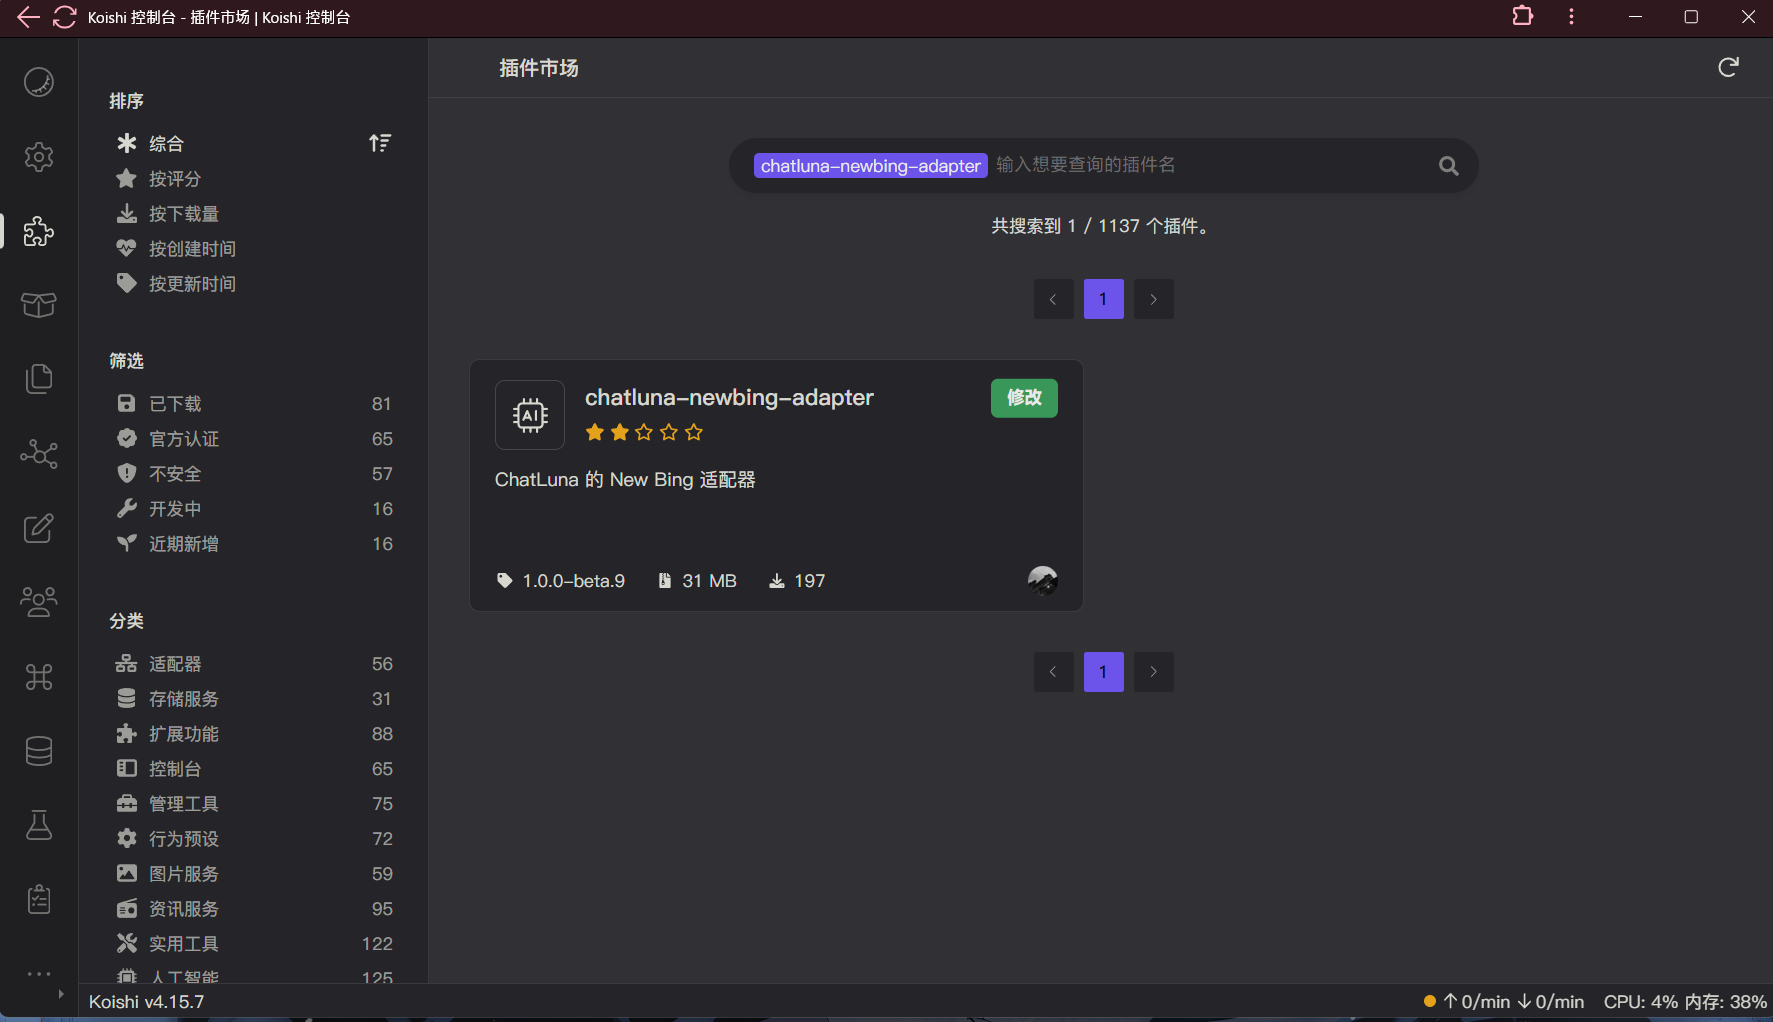 Koishi 控制台 - 插件市场 | Koishi 控制台
排序
综合
按评分
按下载量
按创建时间
按更新时间
筛选
已下载 81
官方认证 65
不安全 57
开发中 16
近期新增 16
分类
适配器 56
存储服务 31
扩展功能 88
控制台 65
管理工具 75
行为预设 72
图片服务 59
资讯服务 95
实用工具 122
人工智能 125
插件市场
chatluna-newbing-adapter 输入想要查询的插件名
共搜索到 1 / 1137 个插件。
1
AI
chatluna-newbing-adapter
修改
ChatLuna 的 New Bing 适配器
1.0.0-beta.9 31 MB 197
1
Koishi v4.15.7
↑ 0/min ↓ 0/min CPU: 4% 内存: 38%